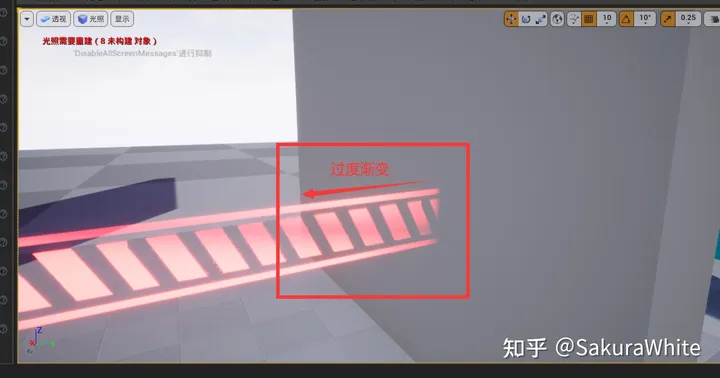 透视
光照
显示
10
10°
0.25
光照需要重建（8 未构建 对象）
'DisableAllScreenMessages'进行抑制
过度渐变
Z
知乎 @SakuraWhite